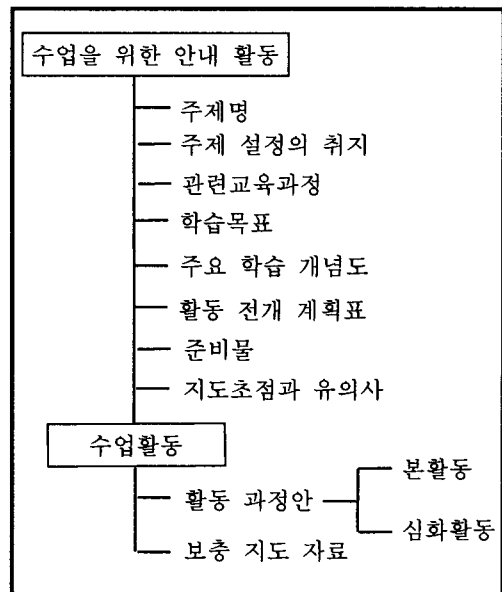 수업을 위한 안내 활동
주제명
주제 설정의 취지
관련교육과정
학습목표
주요 학습 개념도
활동 전개 계획표
준비물
지도초점과 유의사
수업활동
본활동
활동 과정안
심화활동
보충 지도 자료